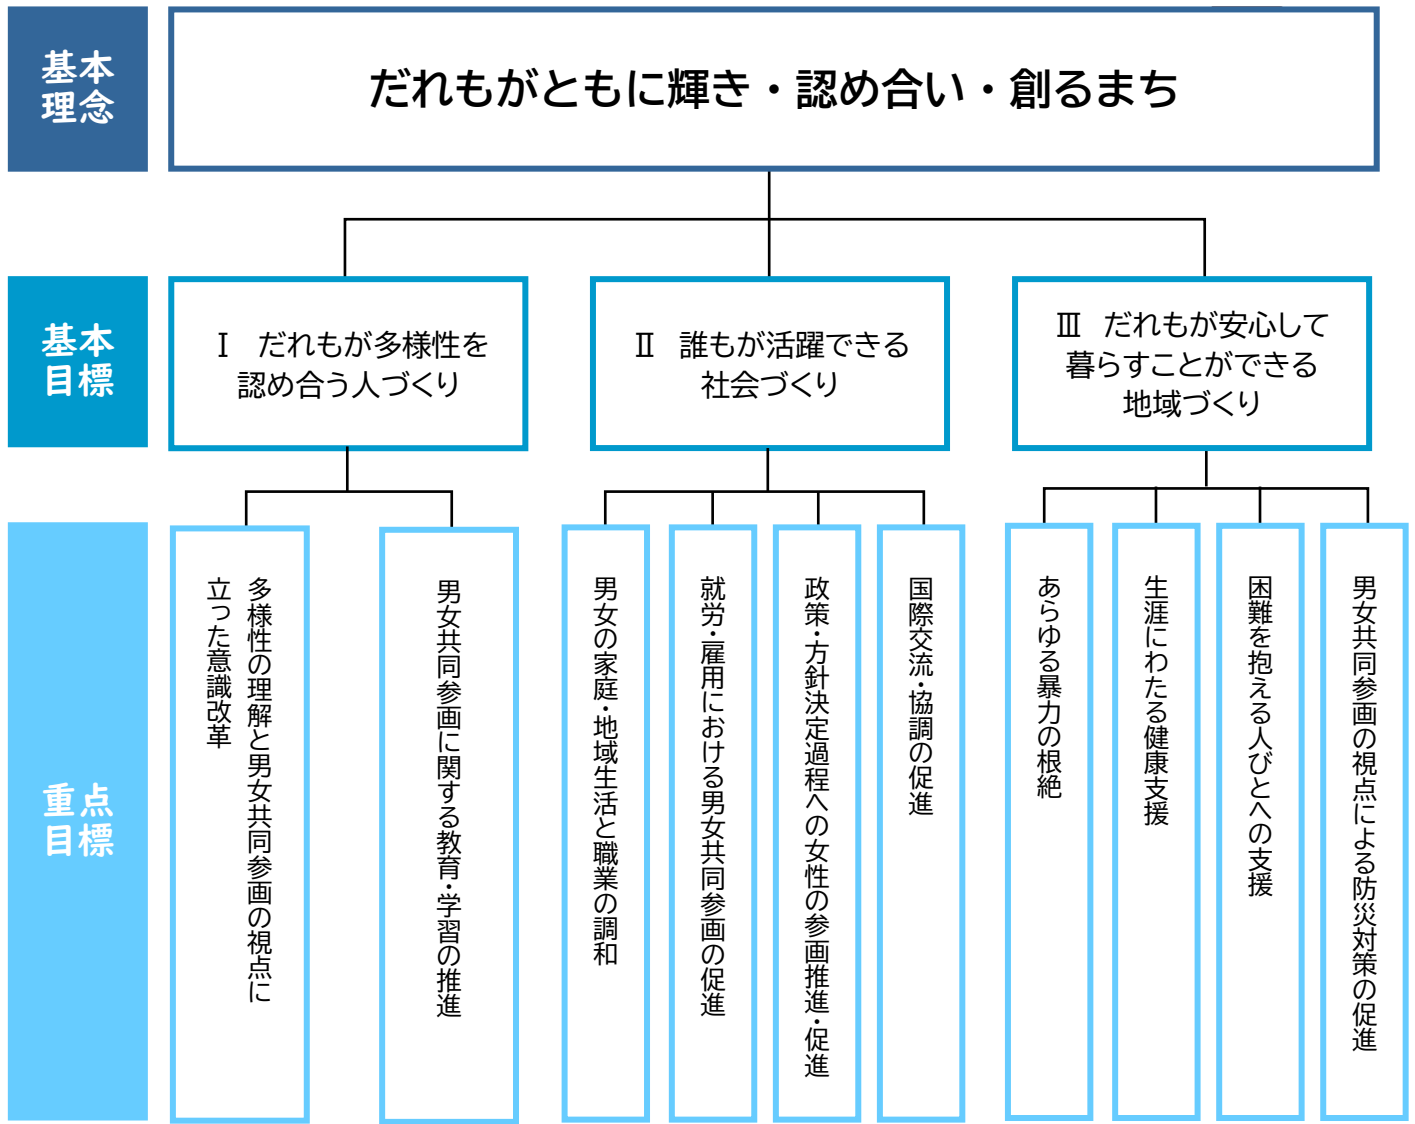 基本
理念
だれもがともに輝き・認め合い・創るまち
基本
目標
Ⅰ　だれもが多様性を
認め合う人づくり
Ⅱ　誰もが活躍できる
社会づくり
Ⅲ　だれもが安心して
暮らすことができる
地域づくり
重点
目標
多様性の理解と男女共同参画の視点に
立った意識改革
男女共同参画に関する教育・学習の推進
男女の家庭・地域生活と職業の調和
就労・雇用における男女共同参画の促進
政策・方針決定過程への女性の参画推進・促進
国際交流・協調の促進
あらゆる暴力の根絶
生涯にわたる健康支援
困難を抱える人びとへの支援
男女共同参画の視点による防災対策の促進